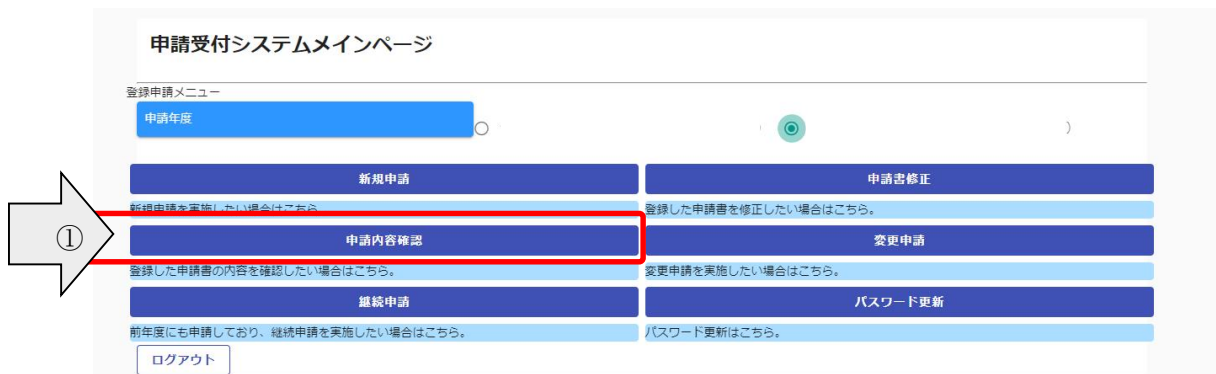 申請受付システムメインページ
登録申請メニュー
申請年度
新規申請 申請書修正
新規申請を実施したい場合はこちら 登録した申請書を修正したい場合はこちら。
① 申請内容確認 変更申請
登録した申請書の内容を確認したい場合はこちら。 変更申請を実施したい場合はこちら。
継続申請 パスワード更新
前年度にも申請しており、継続申請を実施したい場合はこちら。 パスワード更新はこちら。
ログアウト